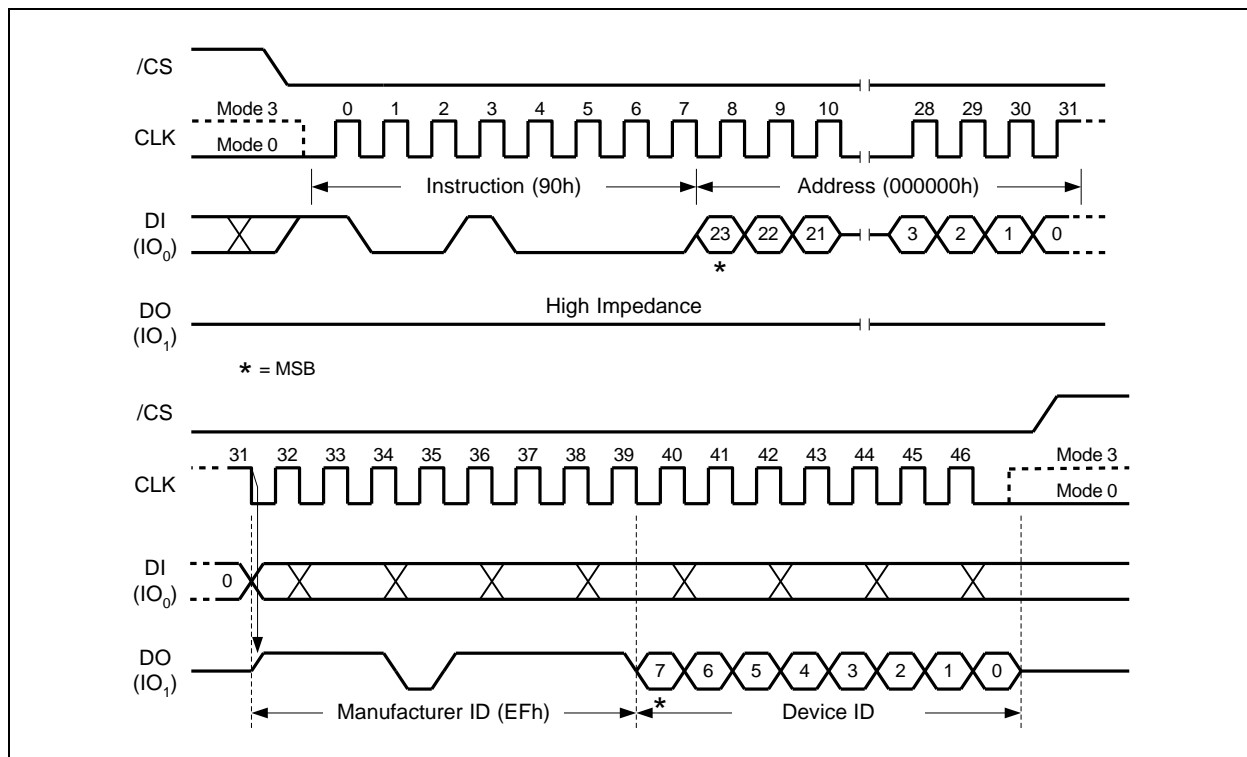 /CS
Mode 3 0 1 2 3 4 5 6 7 8 9 10 28 29 30 31
CLK
Mode 0
Instruction (90h) Address (000000h)
DI
(IO0) 23 22 21 3 2 1 0
*
High Impedance
DO
(IO1)
* = MSB
/CS
31 32 33 34 35 36 37 38 39 40 41 42 43 44 45 46 Mode 3
CLK
Mode 0
DI
(IO0) 0
DO
(IO1) 7 6 5 4 3 2 1 0
*
Manufacturer ID (EFh) Device ID